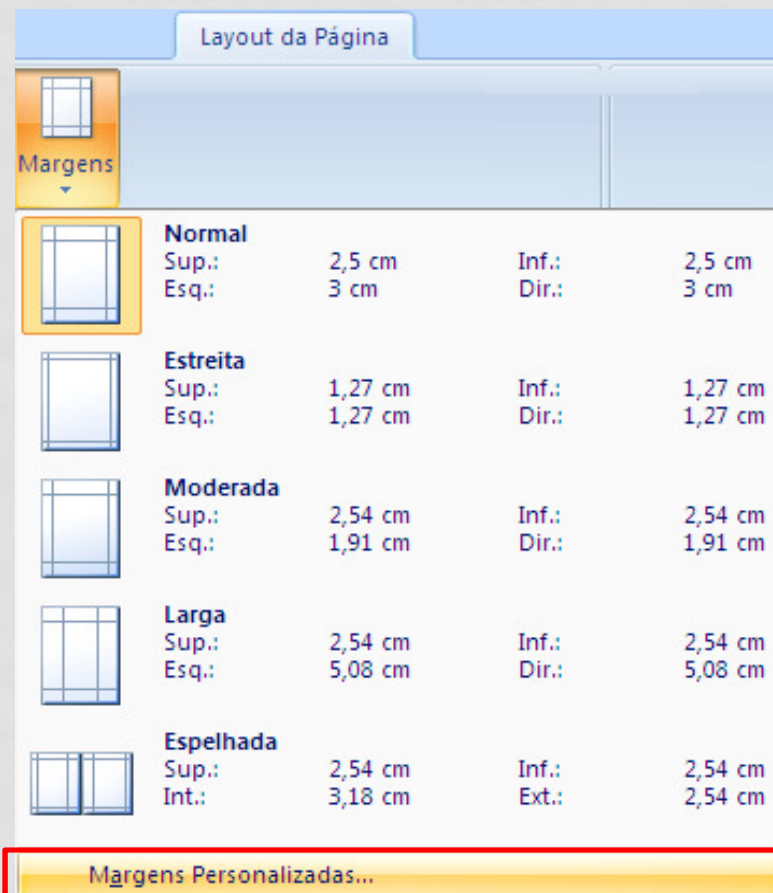 Layout da Página
Margens
Normal
Sup.: 2,5 cm Inf.: 2,5 cm
Esq.: 3 cm Dir.: 3 cm
Estreita
Sup.: 1,27 cm Inf.: 1,27 cm
Esq.: 1,27 cm Dir.: 1,27 cm
Moderada
Sup.: 2,54 cm Inf.: 2,54 cm
Esq.: 1,91 cm Dir.: 1,91 cm
Larga
Sup.: 2,54 cm Inf.: 2,54 cm
Esq.: 5,08 cm Dir.: 5,08 cm
Espelhada
Sup.: 2,54 cm Inf.: 2,54 cm
Int.: 3,18 cm Ext.: 2,54 cm
Margens Personalizadas...